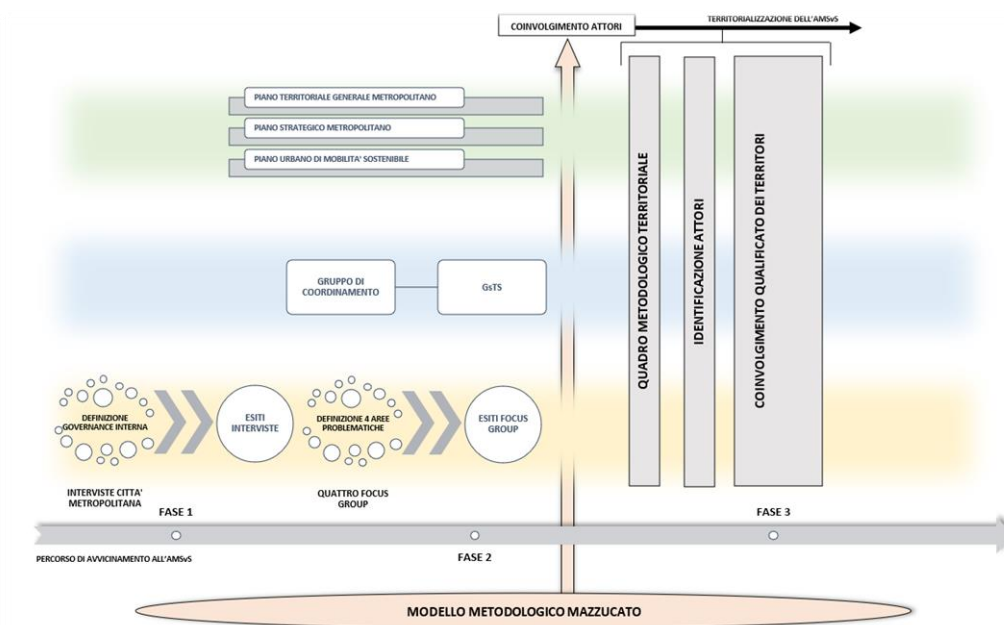 COINVOLGIMENTO ATTORI
TERRITORIALIZZAZIONE DELL'AMSvS
PIANO TERRITORIALE GENERALE METROPOLITANO
PIANO STRATEGICO METROPOLITANO
PIANO URBANO DI MOBILITA' SOSTENIBILE
QUADRO METODOLOGICO TERRITORIALE
IDENTIFICAZIONE ATTORI
COINVOLGIMENTO QUALIFICATO DEI TERRITORI
GRUPPO DI
COORDINAMENTO
GsTS
DEFINIZIONE
GOVERNANCE INTERNA
ESITI
INTERVISTE
DEFINIZIONE 4 AREE
PROBLEMATICHE
ESITI FOCUS
GROUP
INTERVISTE CITTA'
METROPOLITANA
QUATTRO FOCUS
GROUP
FASE 1
FASE 2
FASE 3
PERCORSO DI AVVICINAMENTO ALL'AMSvS
MODELLO METODOLOGICO MAZZUCATO